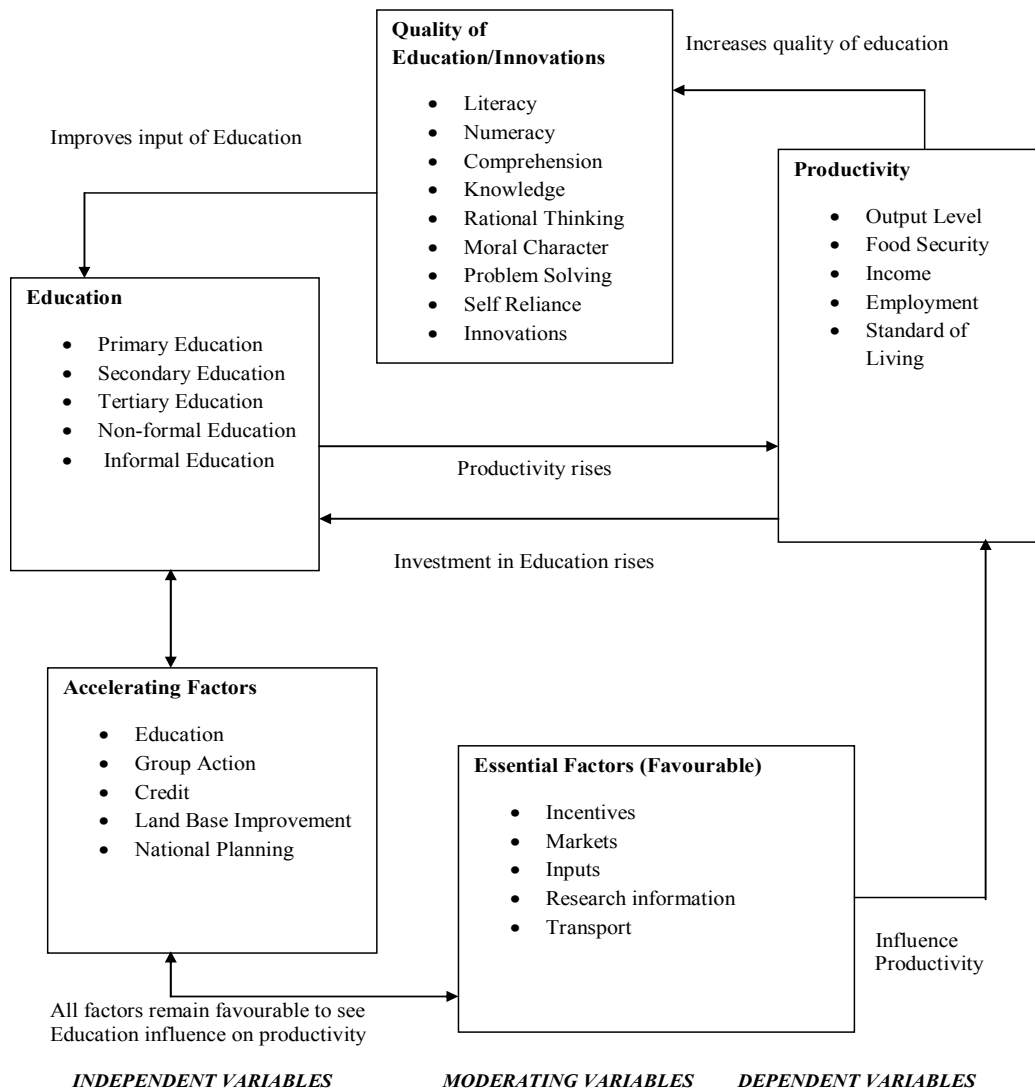 Quality of
Education/Innovations
• Literacy
• Numeracy
• Comprehension
• Knowledge
• Rational Thinking
• Moral Character
• Problem Solving
• Self Reliance
• Innovations
Increases quality of education
Improves input of Education
Productivity
• Output Level
• Food Security
• Income
• Employment
• Standard of
Living
Education
• Primary Education
• Secondary Education
• Tertiary Education
• Non-formal Education
• Informal Education
Productivity rises
Investment in Education rises
Accelerating Factors
• Education
• Group Action
• Credit
• Land Base Improvement
• National Planning
Essential Factors (Favourable)
• Incentives
• Markets
• Inputs
• Research information
• Transport
Influence
Productivity
All factors remain favourable to see
Education influence on productivity
INDEPENDENT VARIABLES
MODERATING VARIABLES
DEPENDENT VARIABLES